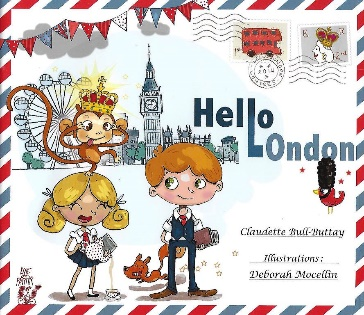 Hello
London
Claudette Bull-Buttay
Illustrations:
Deborah Mocellin